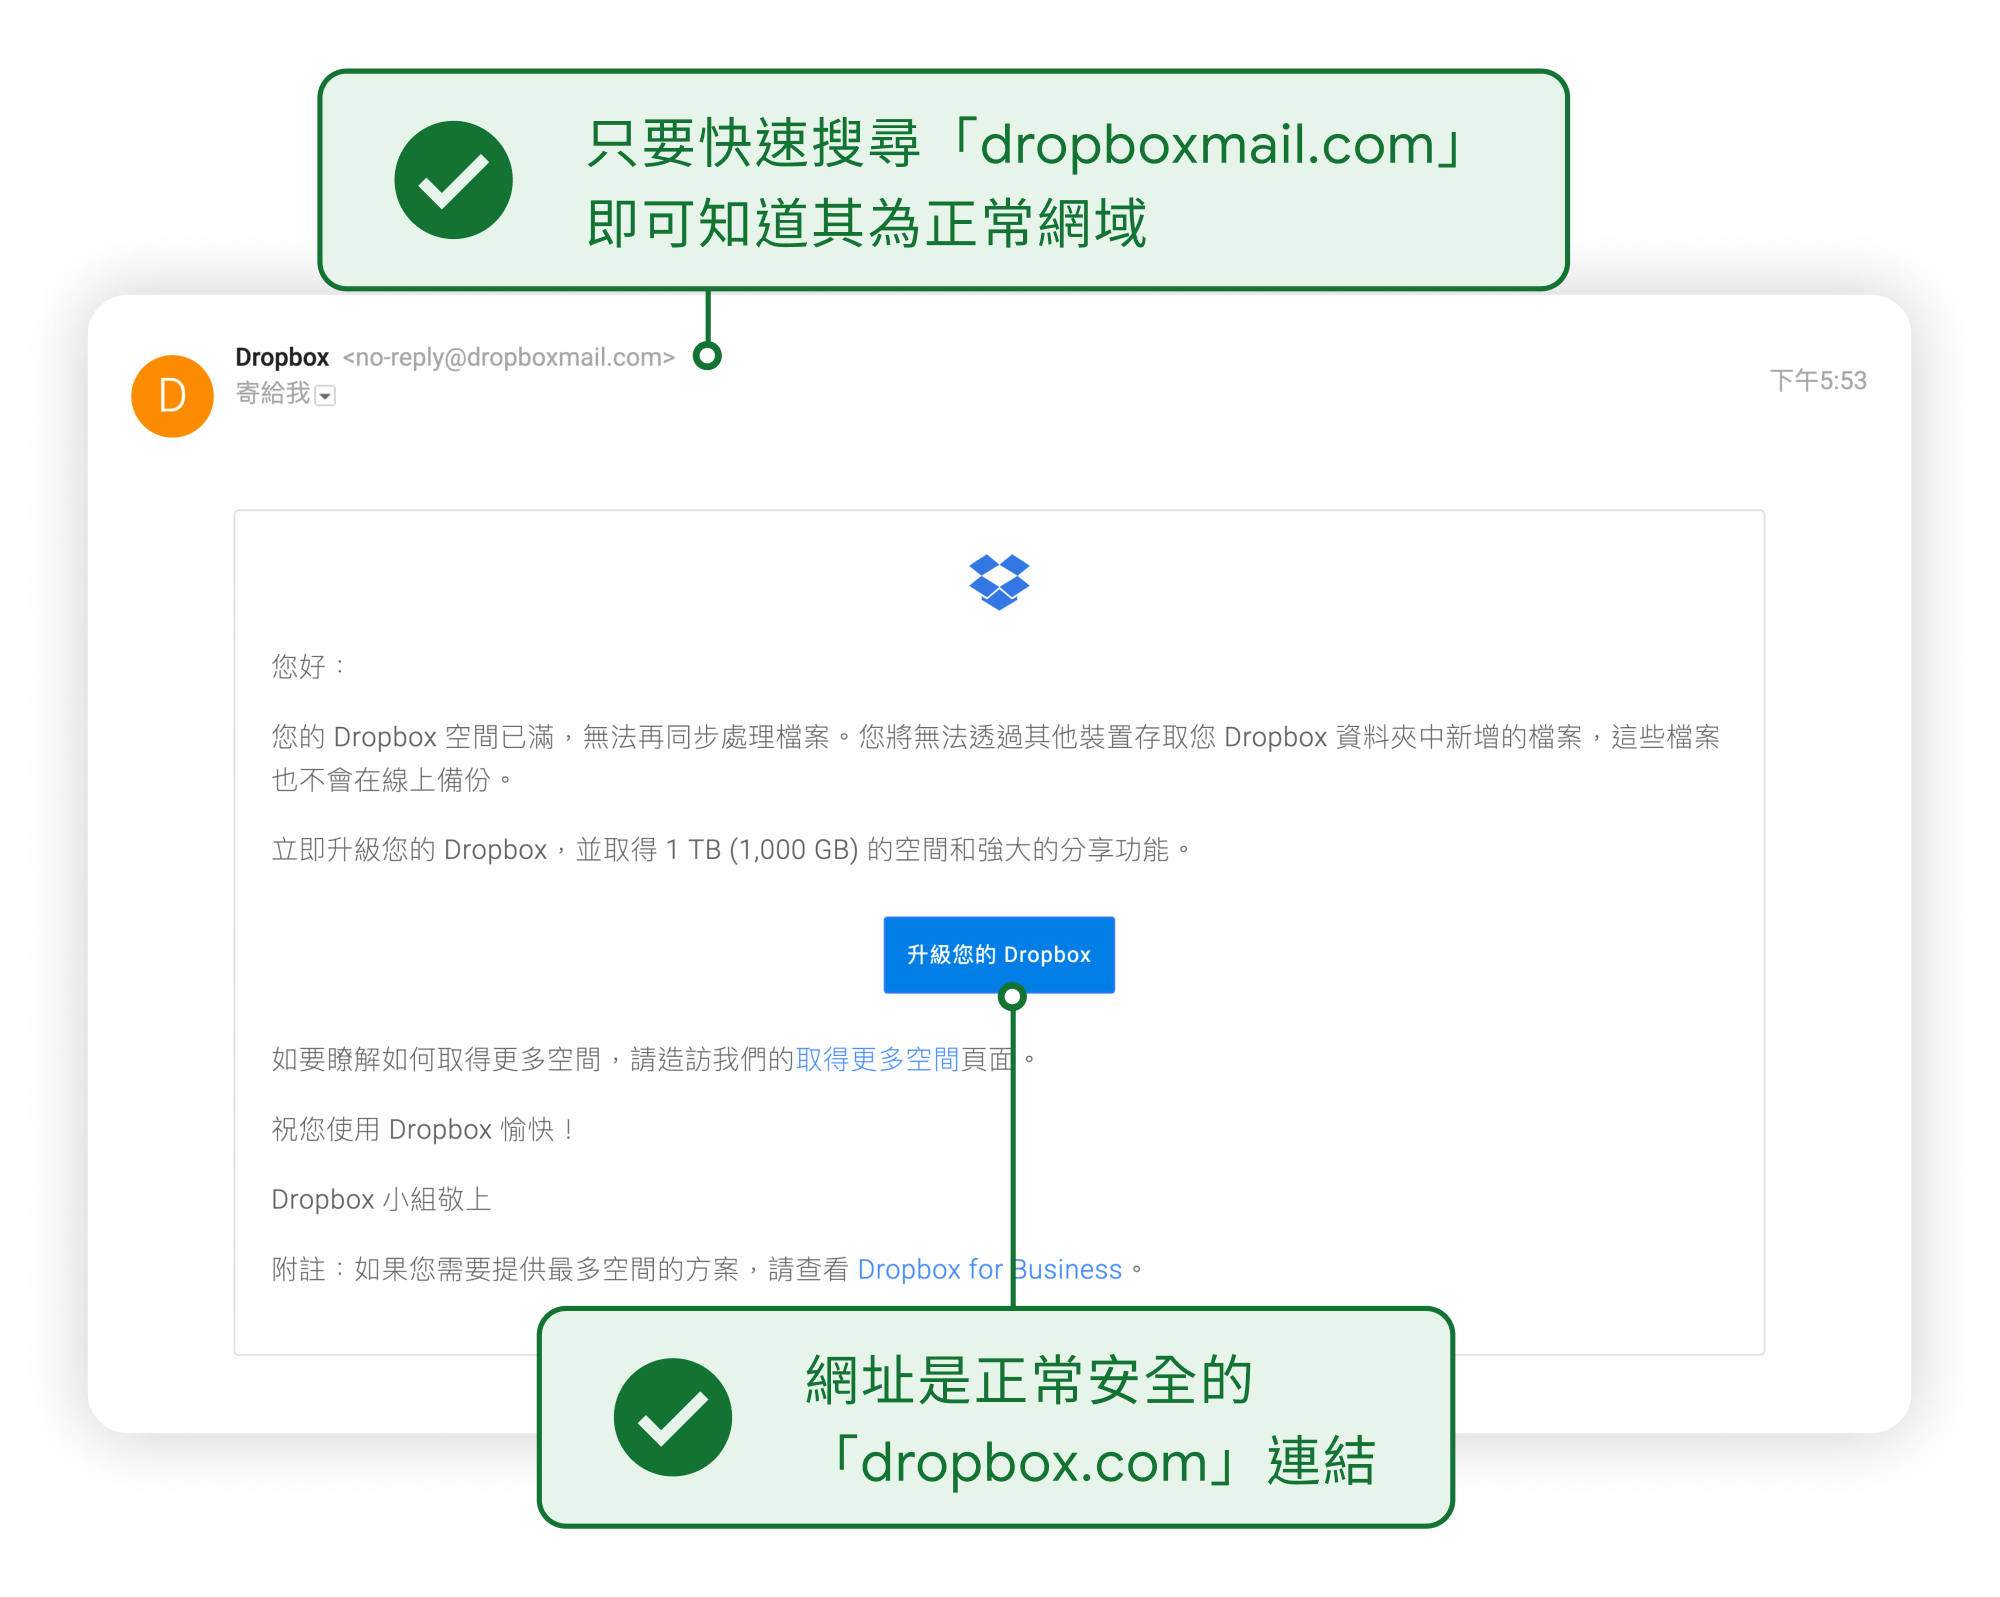 只要快速搜尋「dropboxmail.com」
即可知道其為正常網域
Dropbox <no-reply@dropboxmail.com>
D
寄給我
下午5:53
您好：
您的 Dropbox 空間已滿，無法再同步處理檔案。您將無法透過其他裝置存取您 Dropbox 資料夾中新增的檔案，這些檔案
也不會在線上備份。
立即升級您的 Dropbox，並取得 1 TB (1,000 GB) 的空間和強大的分享功能。
升級您的 Dropbox
如要瞭解如何取得更多空間，請造訪我們的取得更多空間頁面。
祝您使用 Dropbox 愉快！
Dropbox 小組敬上
附註：如果您需要提供最多空間的方案，請查看 Dropbox for Business。
網址是正常安全的
「dropbox.com」連結